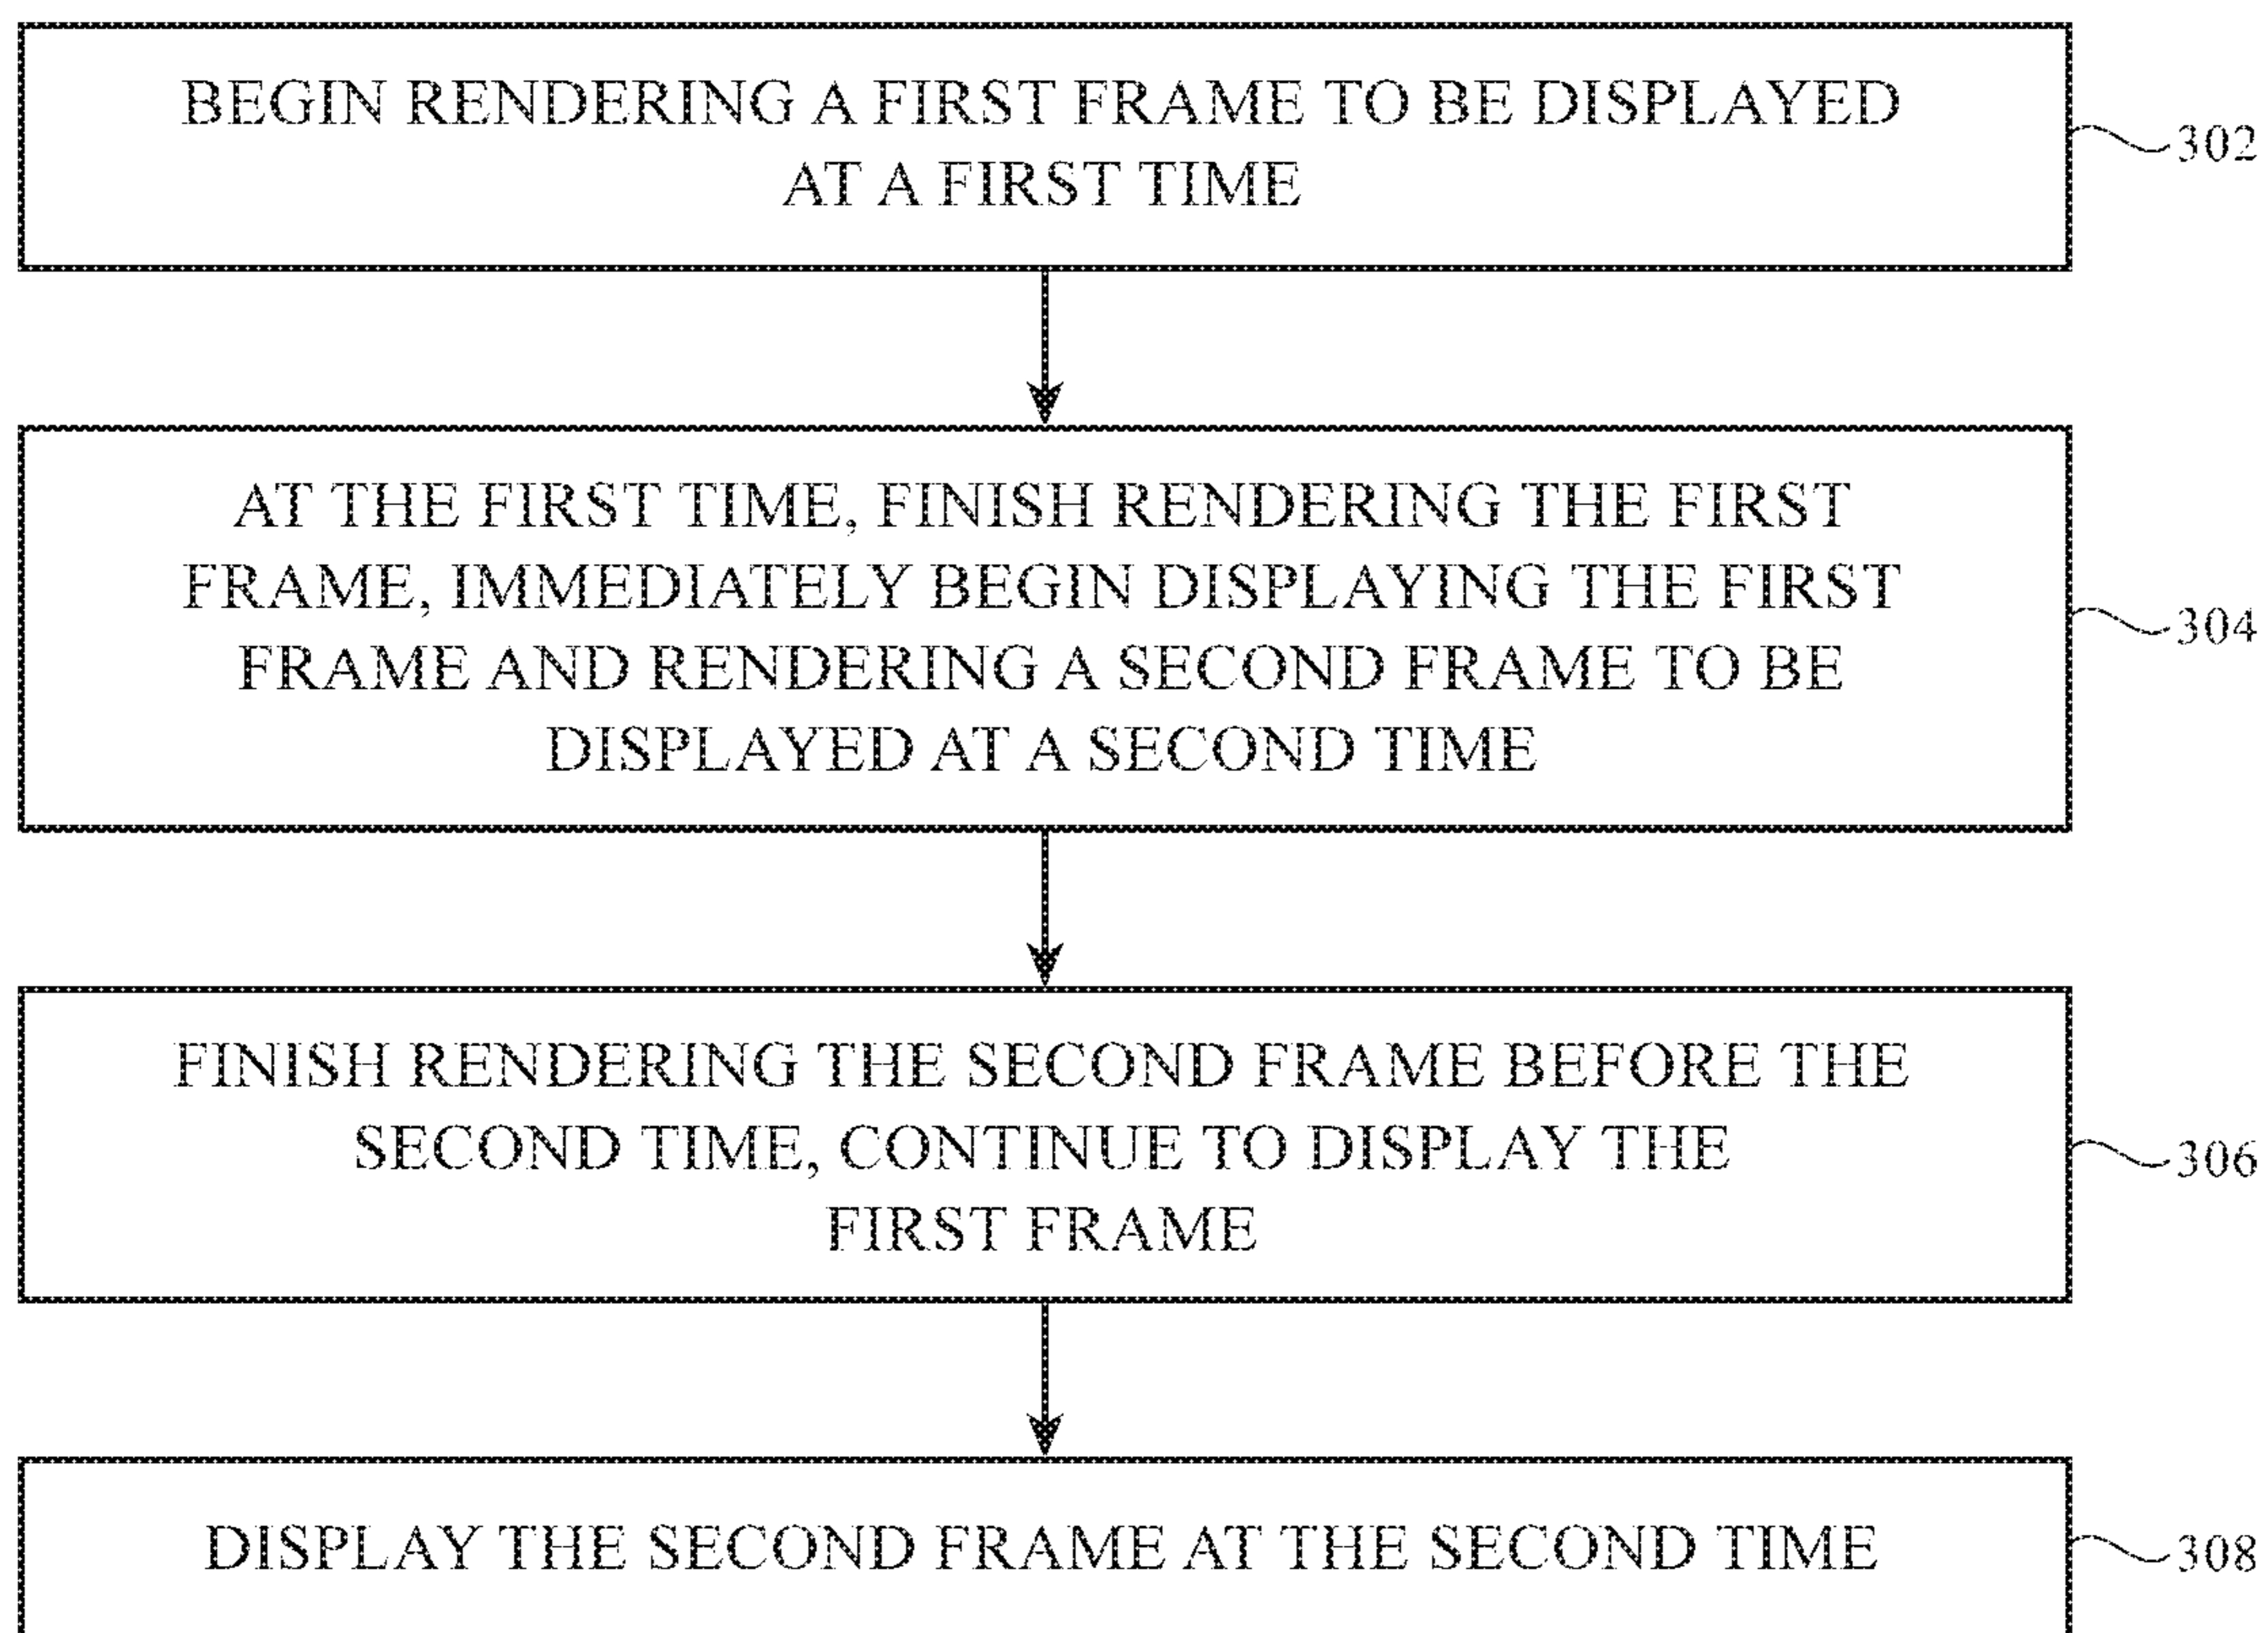 BEGIN RENDERING A FIRST FRAME TO BE DISPLAYED
AT A FIRST TIME
302
AT THE FIRST TIME, FINISH RENDERING THE FIRST
FRAME, IMMEDIATELY BEGIN DISPLAYING THE FIRST
FRAME AND RENDERING A SECOND FRAME TO BE
DISPLAYED AT A SECOND TIME
304
FINISH RENDERING THE SECOND FRAME BEFORE THE
SECOND TIME, CONTINUE TO DISPLAY THE
FIRST FRAME
306
DISPLAY THE SECOND FRAME AT THE SECOND TIME
308